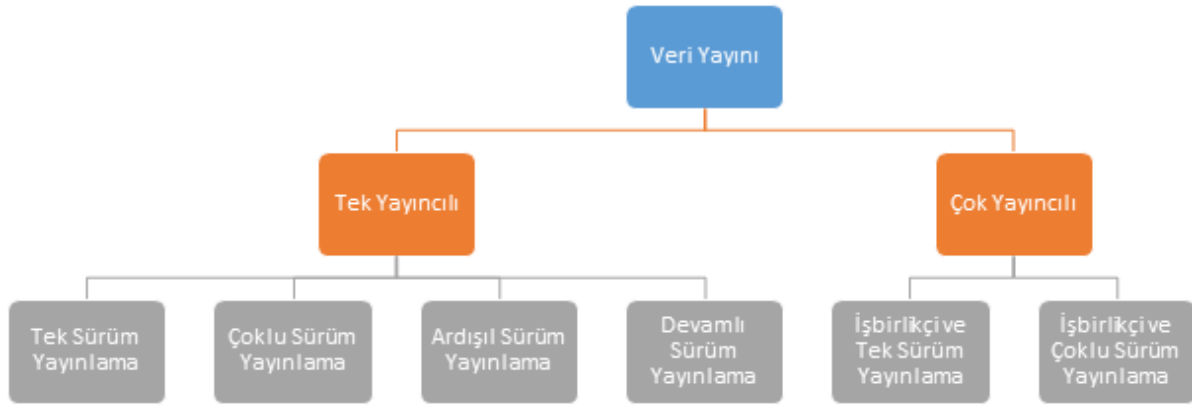 Veri Yayını
Tek Yayıncılı
Çok Yayıncılı
Tek Sürüm
Yayınlama
Çoklu Sürüm
Yayınlama
Ardışıl Sürüm
Yayınlama
Devamlı
Sürüm
Yayınlama
İşbirlikçi ve
Tek Sürüm
Yayınlama
İşbirlikçi ve
Çoklu Sürüm
Yayınlama